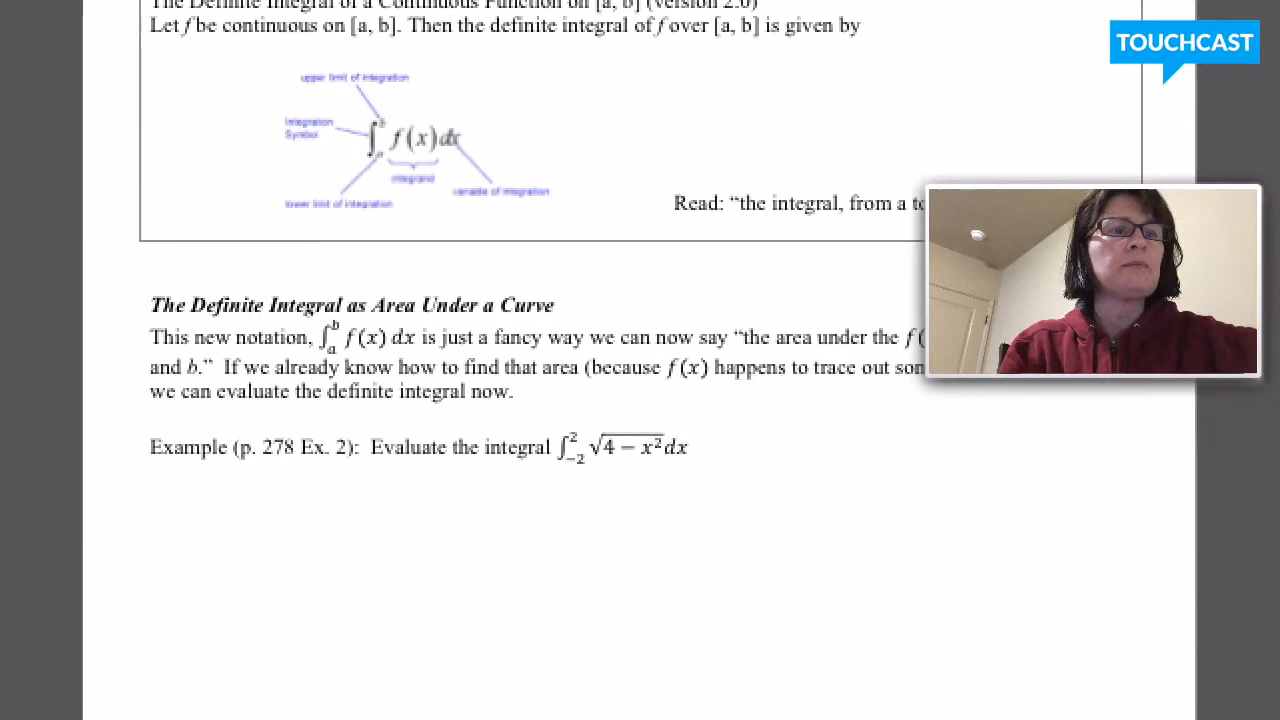 The Definite Integral of a Continuous Function on [a, b] (version 2.0)
Let f be continuous on [a, b]. Then the definite integral of f over [a, b] is given by
TOUCHCAST
upper limit of integration
Integration
Symbol
∫ₐᵇ f(x)dx
integrand
variable of integration
lower limit of integration
Read: “the integral, from a to
The Definite Integral as Area Under a Curve
This new notation, ∫ₐᵇ f(x) dx is just a fancy way we can now say “the area under the f(
and b.” If we already know how to find that area (because f(x) happens to trace out
we can evaluate the definite integral now.
Example (p. 278 Ex. 2): Evaluate the integral ∫₋₂² √(4 − x²) dx